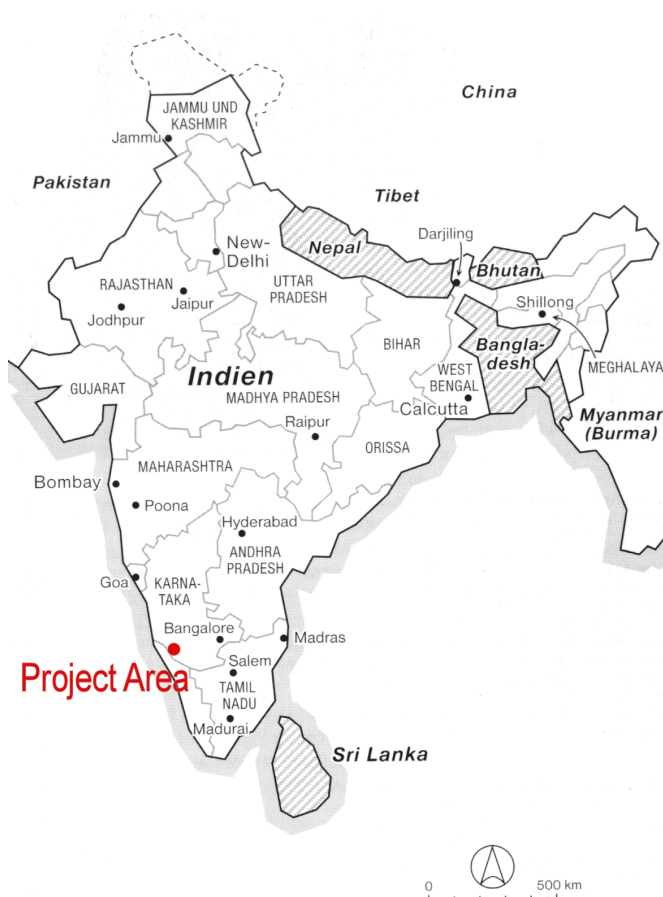 China
JAMMU UND
KASHMIR
Jammu
Pakistan
Tibet
Darjiling
New-
Delhi
Nepal
Bhutan
RAJASTHAN
Jaipur
UTTAR
PRADESH
Jodhpur
Shillong
BIHAR
Bangla-
desh
MEGHALAYA
WEST
BENGAL
GUJARAT
Indien
MADHYA PRADESH
Calcutta
Myanmar
(Burma)
Raipur
ORISSA
MAHARASHTRA
Bombay
Poona
Hyderabad
ANDHRA
PRADESH
Goa
KARNA-
TAKA
Bangalore
Madras
Project Area
Salem
TAMIL
NADU
Madurai
Sri Lanka
0
500 km